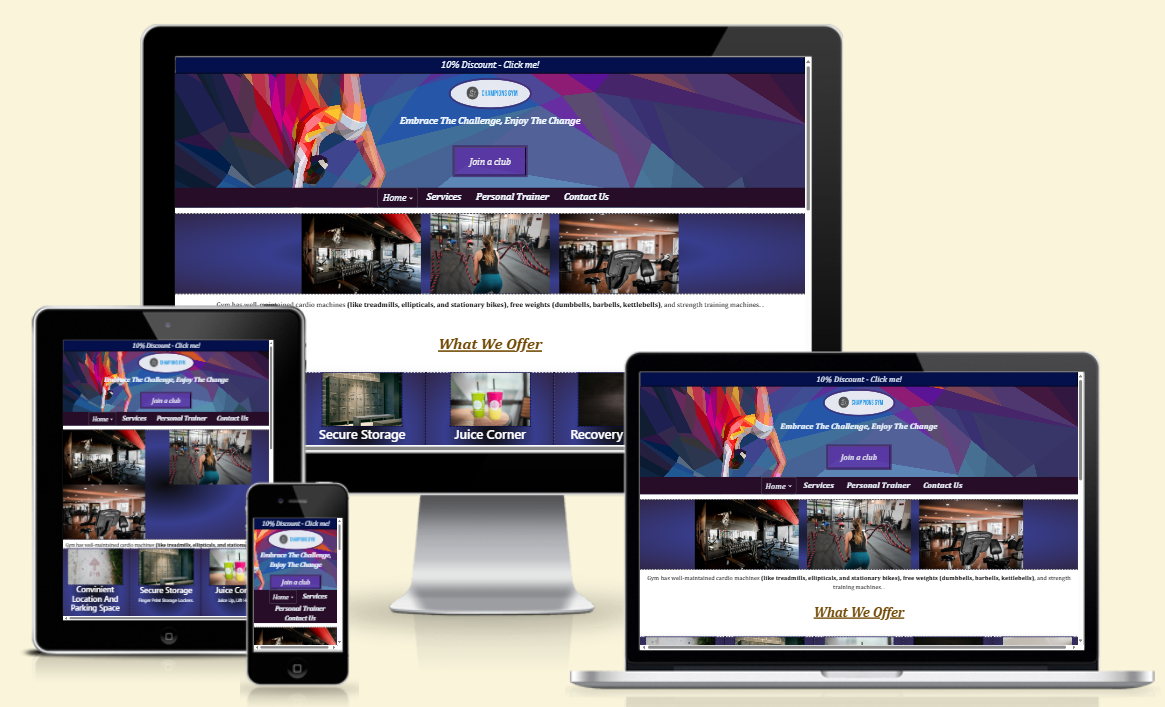 10% Discount - Click me!
CHAMPIONS GYM
Embrace The Challenge, Enjoy The Change
Join a club
Home
Services
Personal Trainer
Contact Us
Gym has well-maintained cardio machines (like treadmills, ellipticals, and stationary bikes), free weights (dumbbells, barbells, kettlebells), and strength training machines...
What We Offer
Secure Storage
Juice Corner
Recovery
10% Discount - Click me!
CHAMPIONS GYM
Embrace The Challenge, Enjoy The Change
Join a club
Home
Services
Personal Trainer
Contact Us
Gym has well-maintained cardio machines (like treadmills, ellipticals, and stationary
Convinient
Location And
Parking Space
Secure Storage
Finger Print Storage Lockers.
Juice Co
Juice Up, Lift
10% Discount - Click me!
CHAMPIONS GYM
Embrace The Challenge,
Enjoy The Change
Join a club
Home
Services
Personal Trainer
Contact Us
10% Discount - Click me!
CHAMPIONS GYM
Embrace The Challenge, Enjoy The Change
Join a club
Home
Services
Personal Trainer
Contact Us
Gym has well-maintained cardio machines (like treadmills, ellipticals, and stationary bikes), free weights (dumbbells, barbells, kettlebells), and strength
training machines...
What We Offer